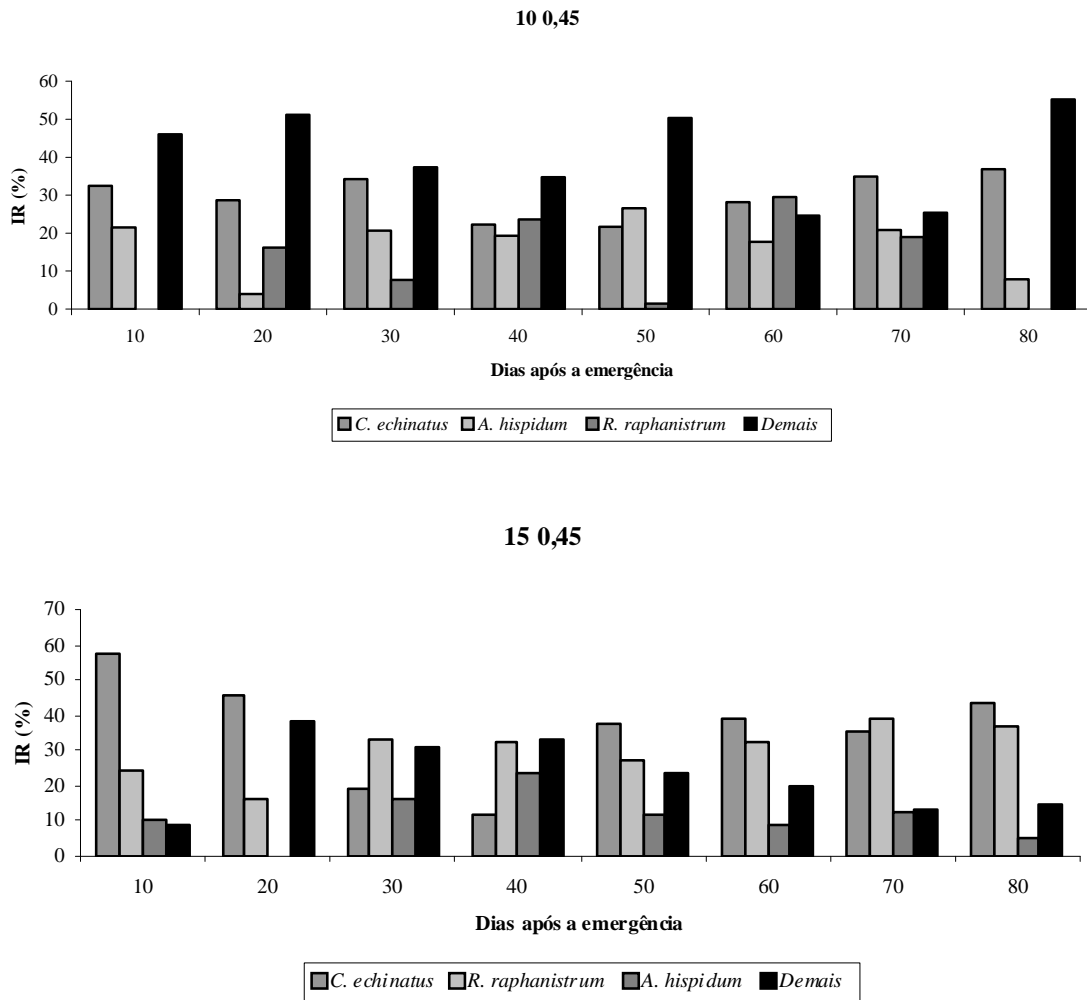 10 0,45
60
50
40
30
20
10
0
IR (%)
10 20 30 40 50 60 70 80
Dias após a emergência
C. echinatus A. hispidum R. raphanistrum Demais
15 0,45
70
60
50
40
30
20
10
0
IR (%)
10 20 30 40 50 60 70 80
Dias após a emergência
C. echinatus R. raphanistrum A. hispidum Demais